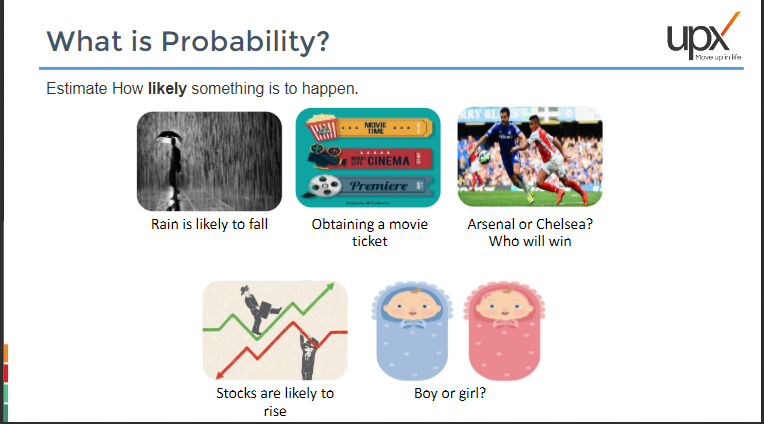 What is Probability?
upx
Move up in life
Estimate How likely something is to happen.
MOVIE
TIME
CINEMA
Premiere
Rain is likely to fall
Obtaining a movie
ticket
Arsenal or Chelsea?
Who will win
Stocks are likely to
rise
Boy or girl?